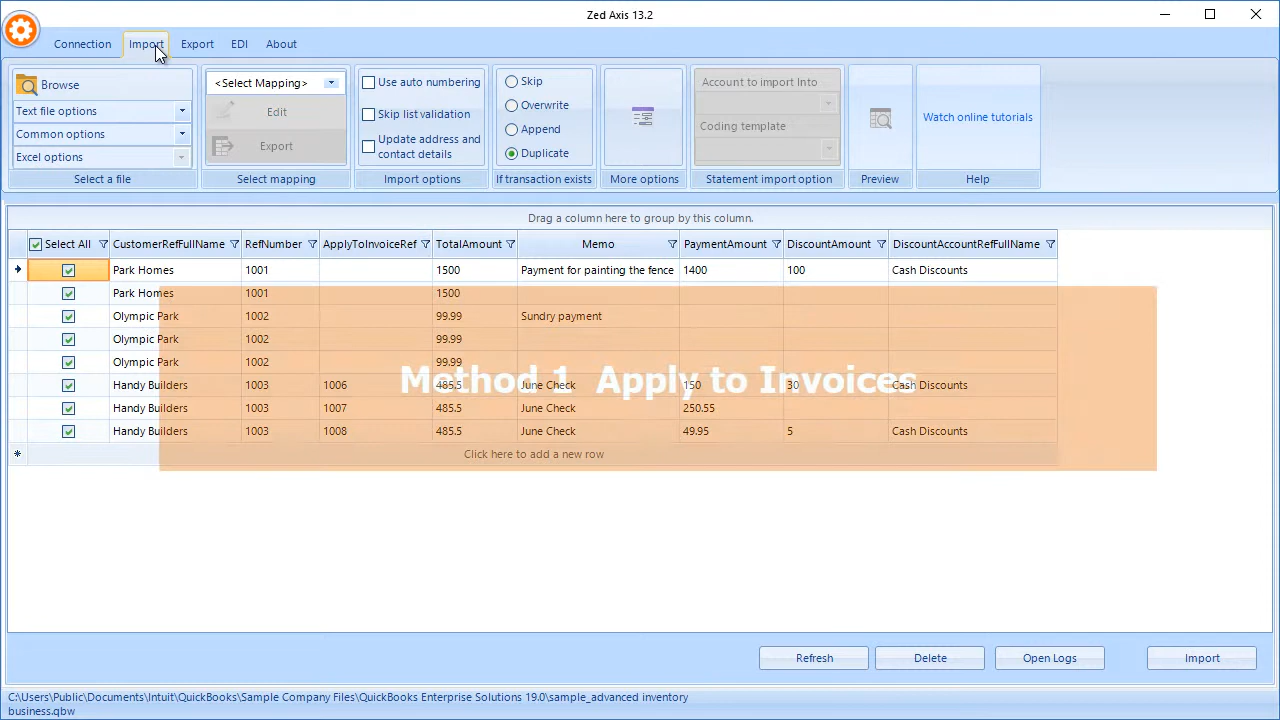 Zed Axis 13.2
Connection Import Export EDI About
Browse
Text file options
Common options
Excel options
Select a file
<Select Mapping>
Edit
Export
Select mapping
Use auto numbering
Skip list validation
Update address and
contact details
Import options
Skip
Overwrite
Append
Duplicate
If transaction exists
More options
Account to import Into
Coding template
Statement import option
Preview
Watch online tutorials
Help
Drag a column here to group by this column.
Select All CustomerRefFullName RefNumber ApplyToInvoiceRef TotalAmount Memo PaymentAmount DiscountAmount DiscountAccountRefFullName
Park Homes 1001 1500 Payment for painting the fence 1400 100 Cash Discounts
Park Homes 1001 1500
Olympic Park 1002 99.99 Sundry payment
Olympic Park 1002 99.99
Olympic Park 1002 99.99
Method 1 Apply to Invoices
Handy Builders 1003 1006 485.5 June Check 150 30 Cash Discounts
Handy Builders 1003 1007 485.5 June Check 250.55
Handy Builders 1003 1008 485.5 June Check 49.95 5 Cash Discounts
Click here to add a new row
Refresh Delete Open Logs Import
C:\Users\Public\Documents\Intuit\QuickBooks\Sample Company Files\QuickBooks Enterprise Solutions 19.0\sample_advanced inventory
business.qbw